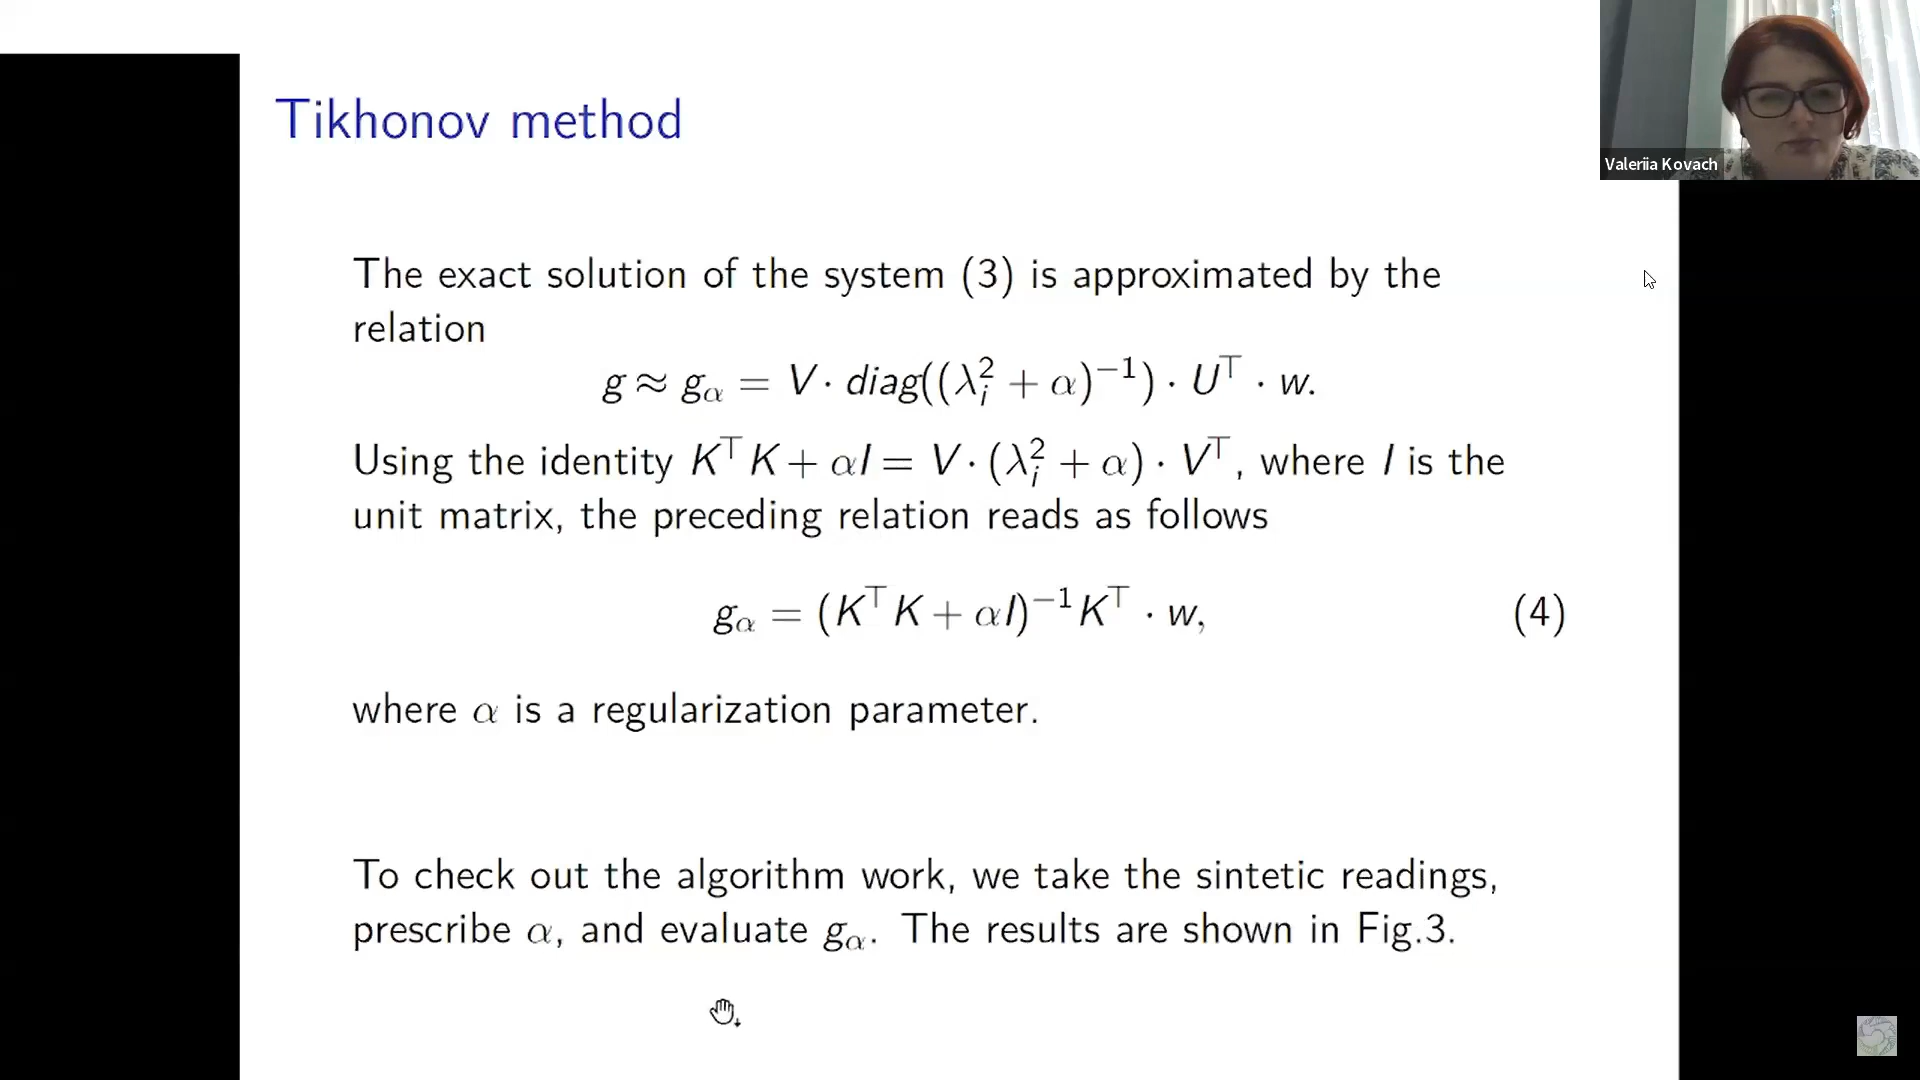 Tikhonov method
Valeriia Kovach
The exact solution of the system (3) is approximated by the
relation
g ≈ g_α = V · diag((λ_i^2 + α)^{-1}) · U^⊤ · w.
Using the identity K^⊤K + αI = V · (λ_i^2 + α) · V^⊤, where I is the
unit matrix, the preceding relation reads as follows
g_α = (K^⊤K + αI)^{-1}K^⊤ · w, (4)
where α is a regularization parameter.
To check out the algorithm work, we take the sintetic readings,
prescribe α, and evaluate g_α. The results are shown in Fig.3.